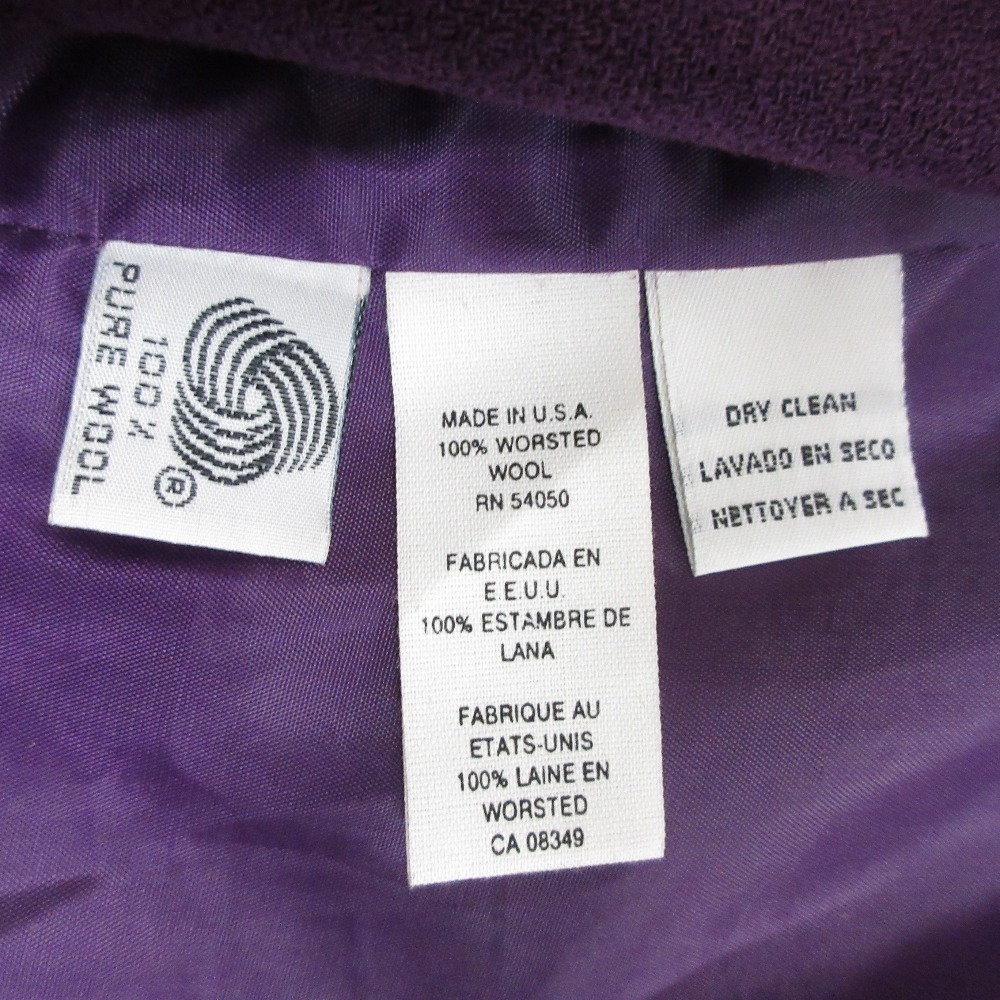 100%
PURE WOOL
®
MADE IN U.S.A.
100% WORSTED
WOOL
RN 54050
FABRICADA EN
E.E.U.U.
100% ESTAMBRE DE
LANA
FABRIQUE AU
ETATS-UNIS
100% LAINE EN
WORSTED
CA 08349
DRY CLEAN
LAVADO EN SECO
NETTOYER A SEC